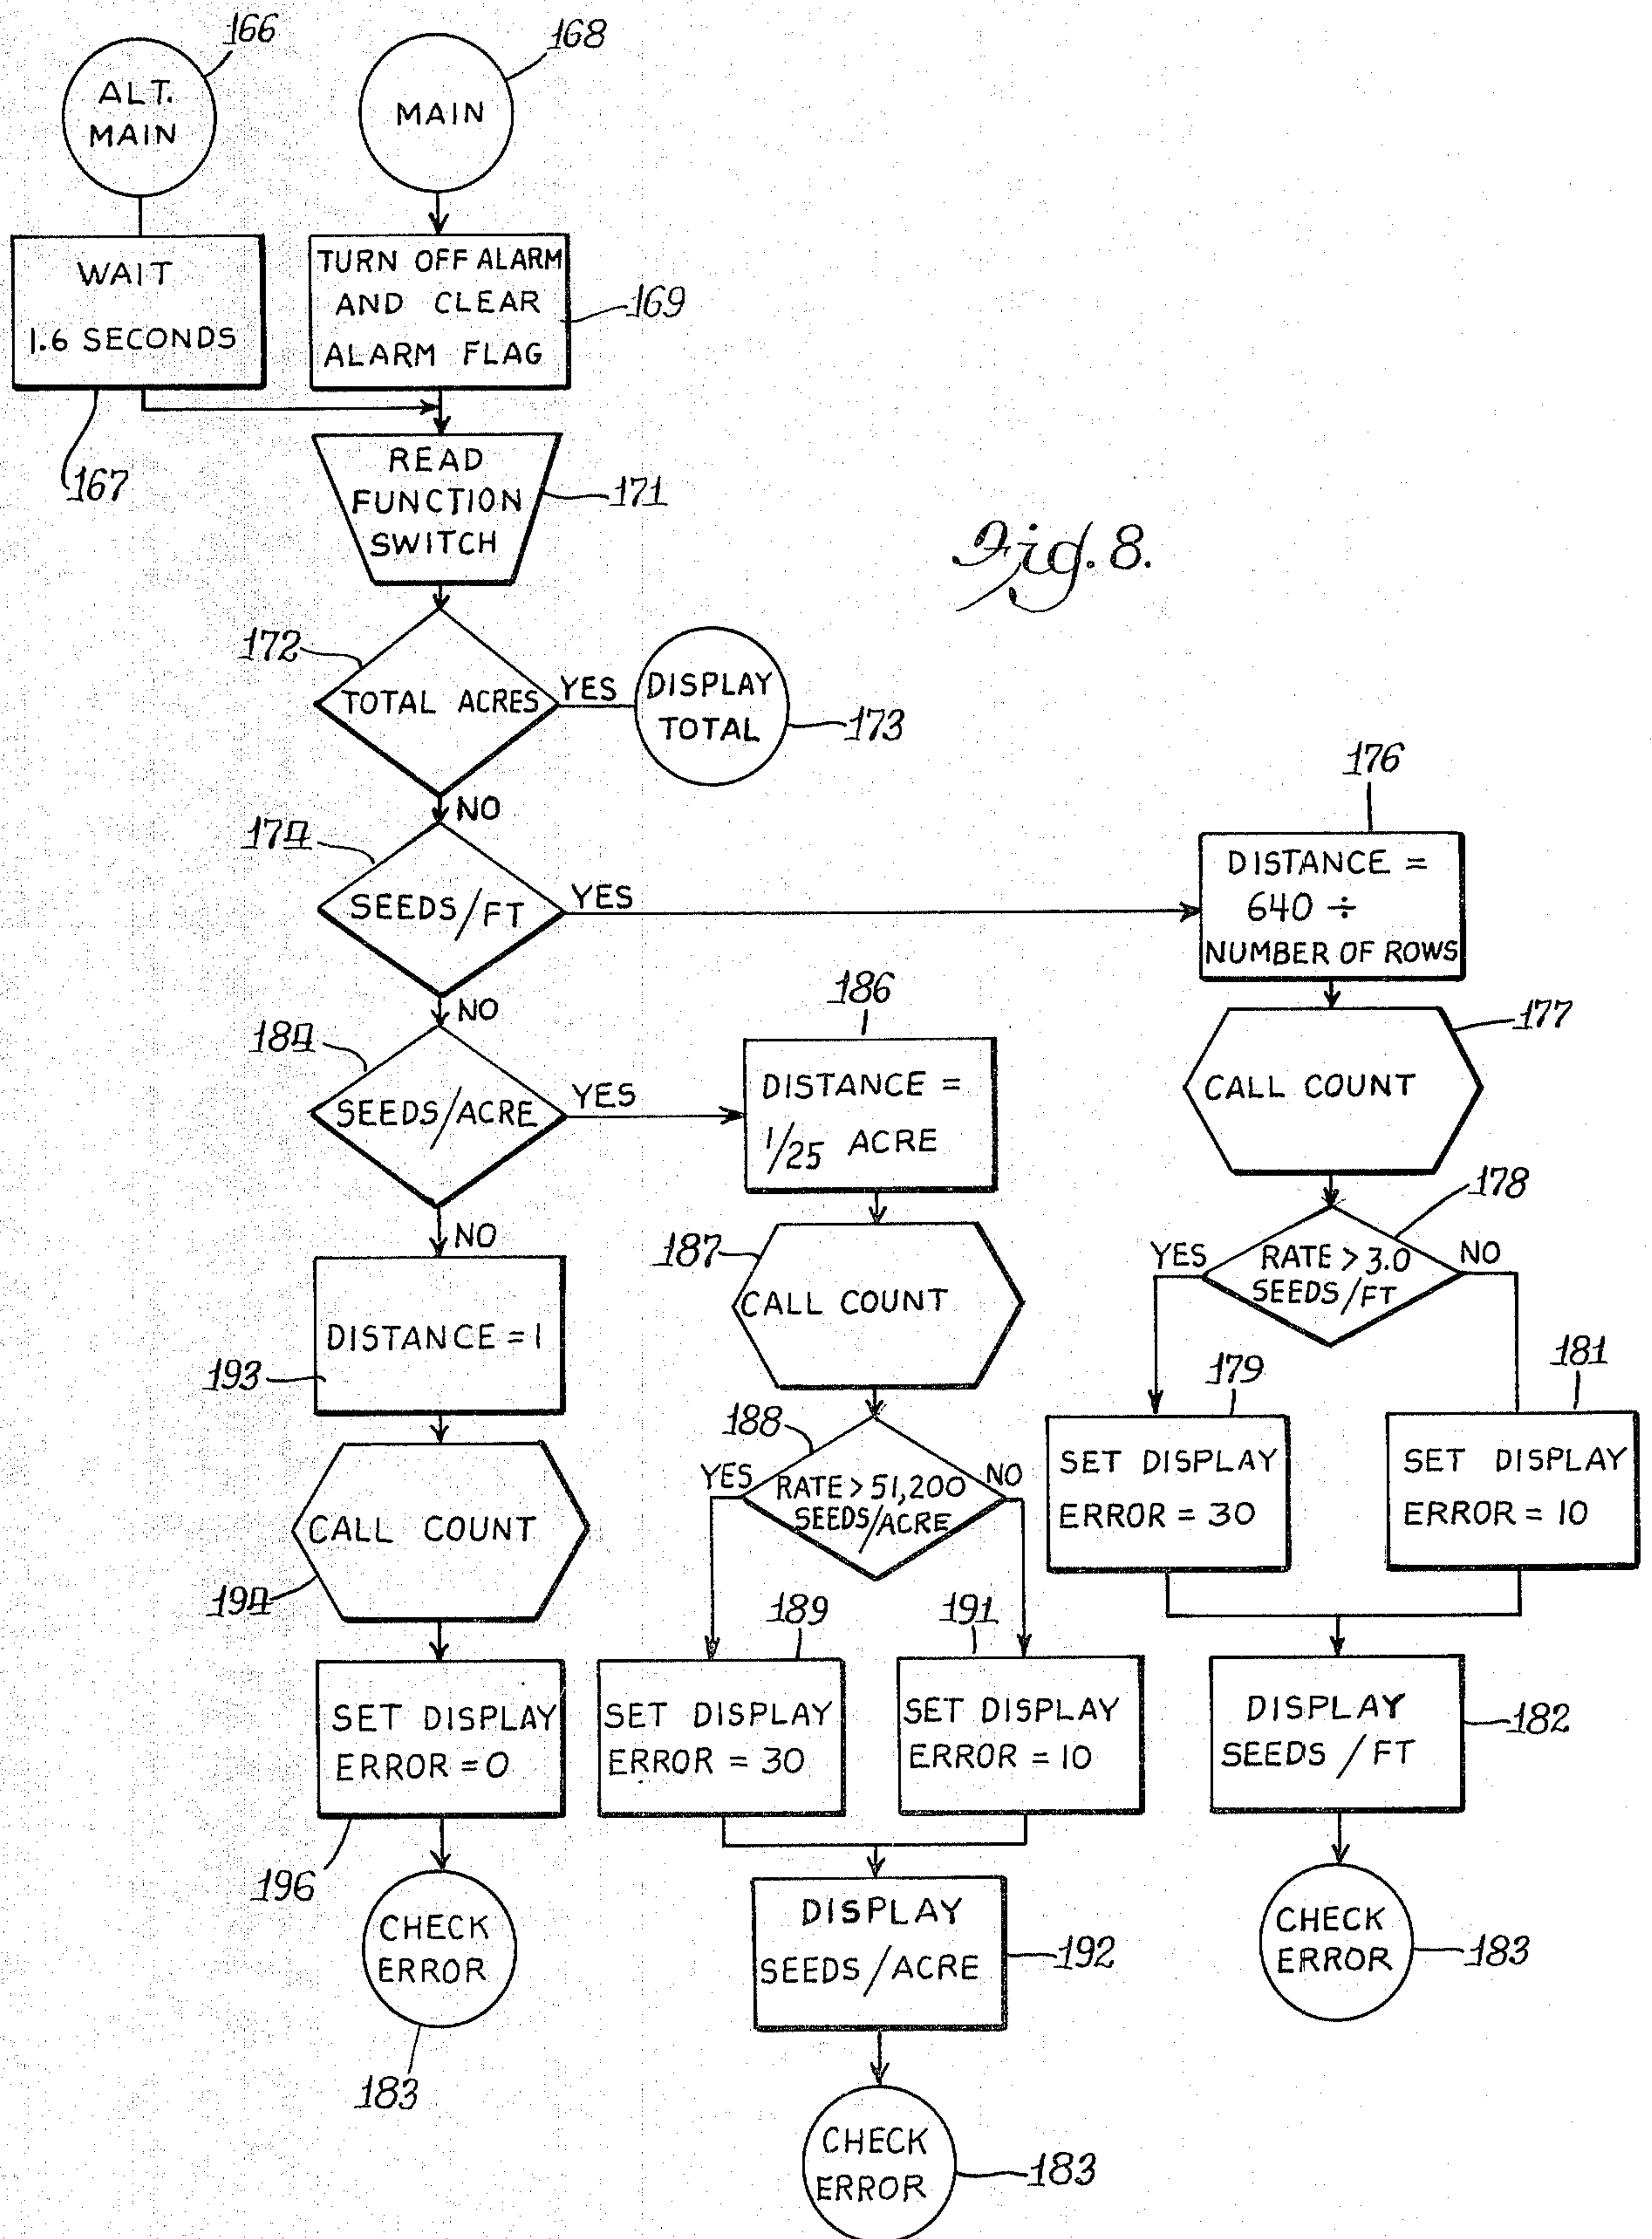 166
ALT.
MAIN
168
MAIN
WAIT
1.6 SECONDS
167
TURN OFF ALARM
AND CLEAR
ALARM FLAG
169
READ
FUNCTION
SWITCH
171
Fig. 8.
172
TOTAL ACRES
YES
DISPLAY
TOTAL
173
NO
174
SEEDS/FT
YES
176
DISTANCE =
640 ÷
NUMBER OF ROWS
177
CALL COUNT
178
RATE > 3.0
SEEDS/FT
YES
NO
179
SET DISPLAY
ERROR = 30
181
SET DISPLAY
ERROR = 10
DISPLAY
SEEDS / FT
182
CHECK
ERROR
183
NO
184
SEEDS/ACRE
YES
186
DISTANCE =
1/25 ACRE
187
CALL COUNT
188
RATE > 51,200
SEEDS/ACRE
YES
NO
189
SET DISPLAY
ERROR = 30
191
SET DISPLAY
ERROR = 10
DISPLAY
SEEDS/ACRE
192
CHECK
ERROR
183
NO
DISTANCE = 1
193
CALL COUNT
194
SET DISPLAY
ERROR = 0
196
CHECK
ERROR
183